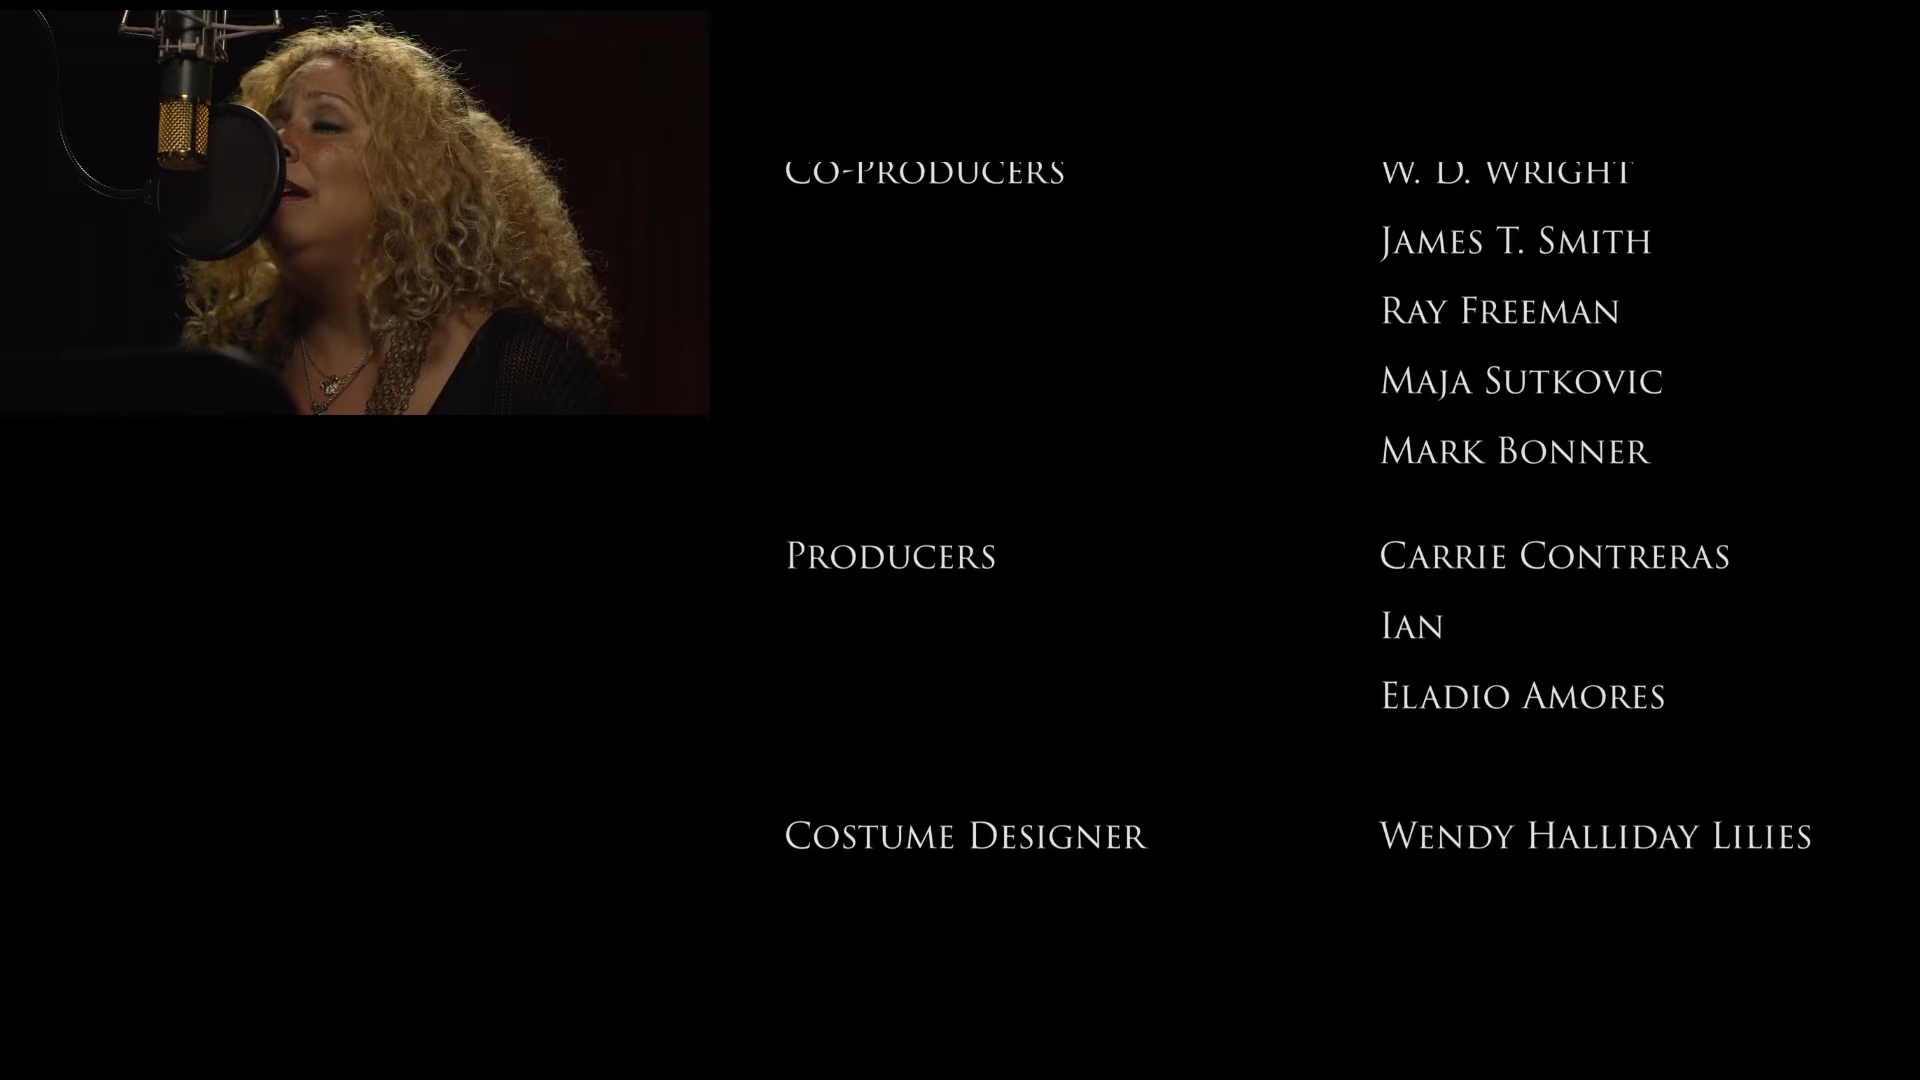 Co-Producers W. D. Wright
James T. Smith
Ray Freeman
Maja Sutkovic
Mark Bonner
Producers Carrie Contreras
Ian
Eladio Amores
Costume Designer Wendy Halliday Lilies